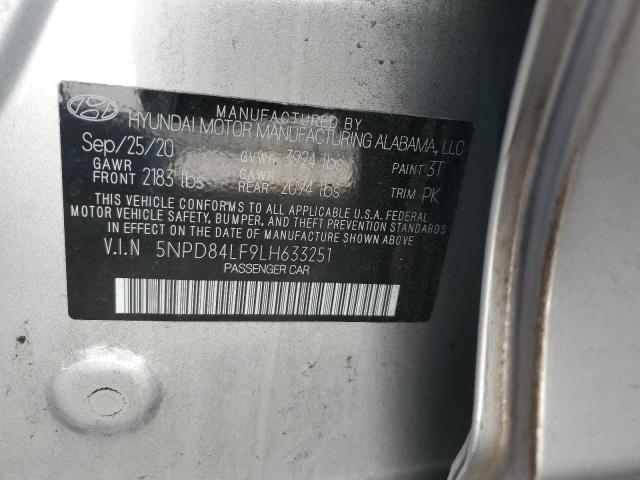 MANUFACTURED BY
HYUNDAI MOTOR MANUFACTURING ALABAMA, LLC
Sep/25/20 GVWR 3994 lbs PAINT 3T
GAWR FRONT 2183 lbs GAWR REAR 2094 lbs TRIM PK
THIS VEHICLE CONFORMS TO ALL APPLICABLE U.S.A. FEDERAL
MOTOR VEHICLE SAFETY, BUMPER, AND THEFT PREVENTION STANDARDS
IN EFFECT ON THE DATE OF MANUFACTURE SHOWN ABOVE.
V.I.N 5NPD84LF9LH633251
PASSENGER CAR